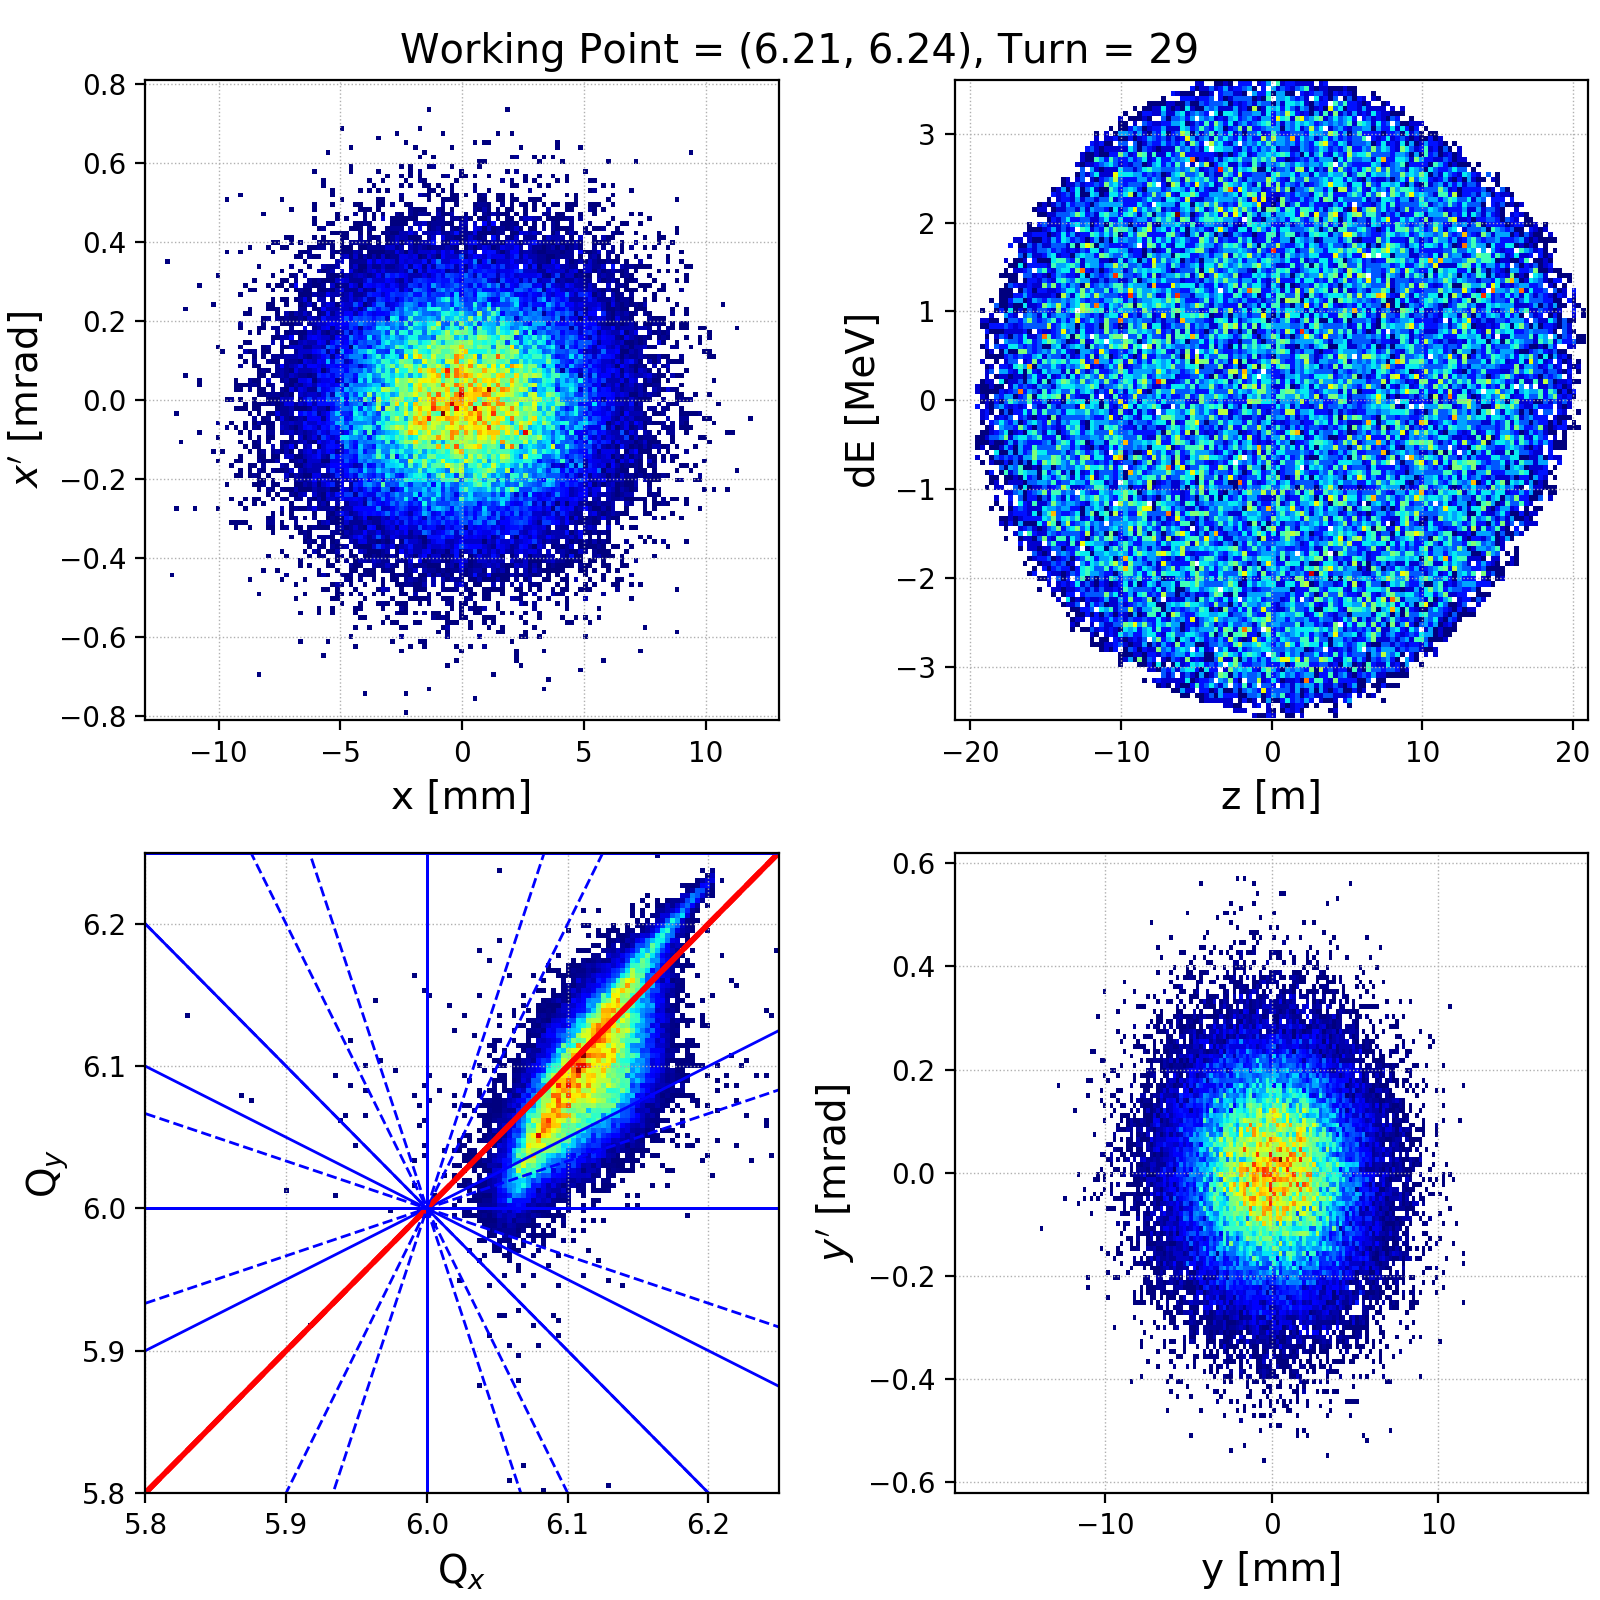 Working Point = (6.21, 6.24), Turn = 29
0.8
0.6
0.4
0.2
0.0
−0.2
−0.4
−0.6
−0.8
x′ [mrad]
−10 −5 0 5 10
x [mm]
3
2
1
0
−1
−2
−3
dE [MeV]
−20 −10 0 10 20
z [m]
6.2
6.1
6.0
5.9
5.8
Qy
5.8 5.9 6.0 6.1 6.2
Qx
0.6
0.4
0.2
0.0
−0.2
−0.4
−0.6
y′ [mrad]
−10 0 10
y [mm]